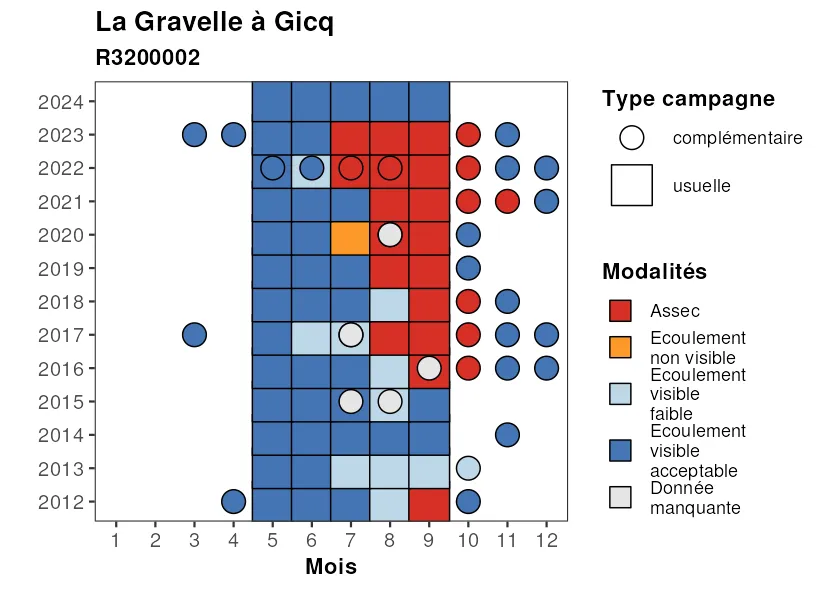 La Gravelle à Gicq
R3200002
2024
2023
2022
2021
2020
2019
2018
2017
2016
2015
2014
2013
2012
1 2 3 4 5 6 7 8 9 10 11 12
Mois
Type campagne
complémentaire
usuelle
Modalités
Assec
Ecoulement
non visible
Ecoulement
visible
faible
Ecoulement
visible
acceptable
Donnée
manquante